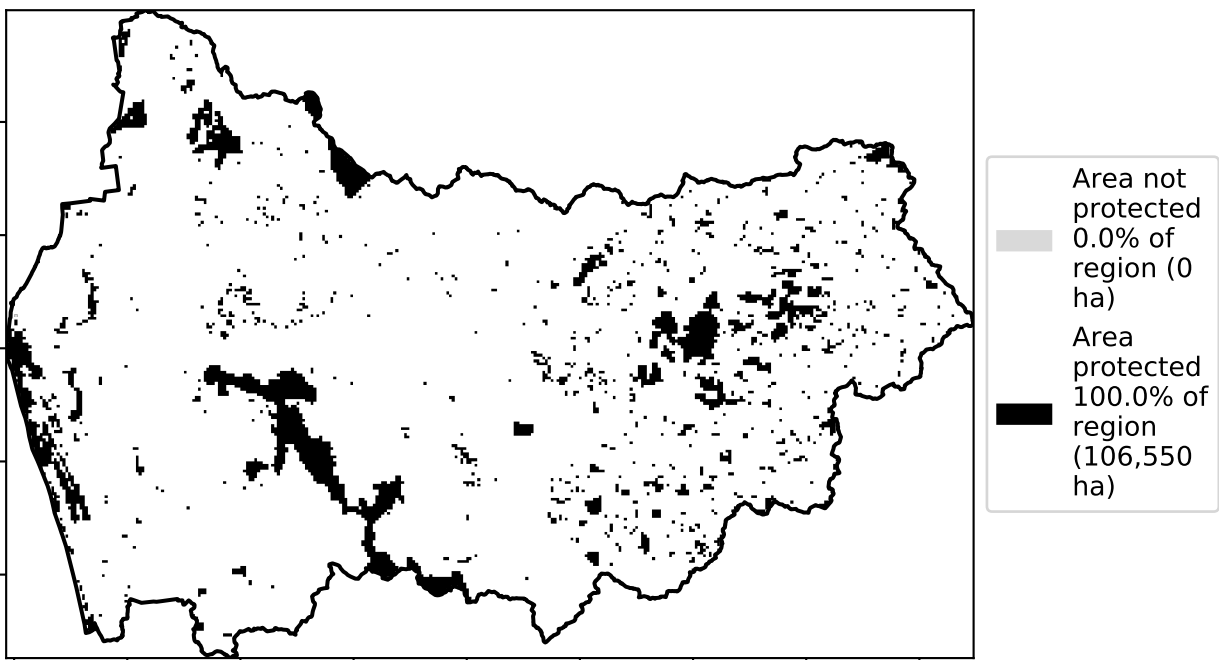 Area not
protected
0.0% of
region (0
ha)
Area
protected
100.0% of
region
(106,550
ha)